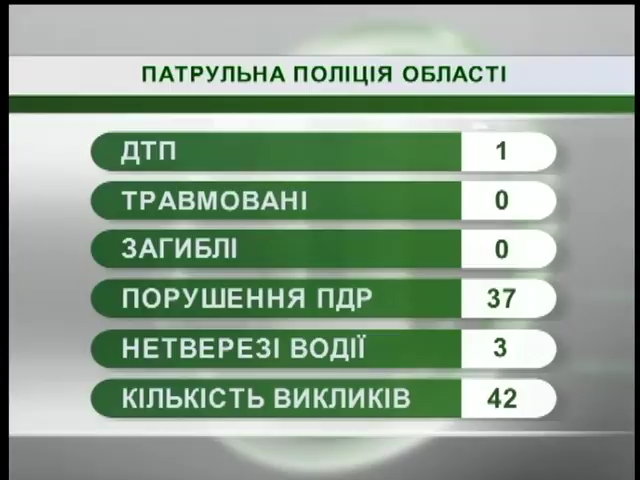 ПАТРУЛЬНА ПОЛІЦІЯ ОБЛАСТІ
ДТП 1
ТРАВМОВАНІ 0
ЗАГИБЛІ 0
ПОРУШЕННЯ ПДР 37
НЕТВЕРЕЗІ ВОДІЇ 3
КІЛЬКІСТЬ ВИКЛИКІВ 42